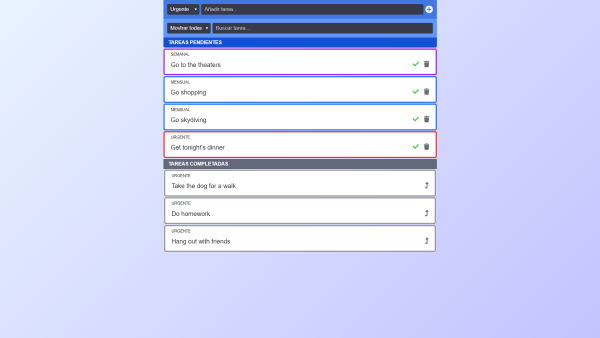 Urgente
Añadir tarea...
Mostrar todas
Buscar tarea...
TAREAS PENDIENTES
SEMANAL
Go to the theaters
MENSUAL
Go shopping
MENSUAL
Go skydiving
URGENTE
Get tonight's dinner
TAREAS COMPLETADAS
URGENTE
Take the dog for a walk
URGENTE
Do homework
URGENTE
Hang out with friends